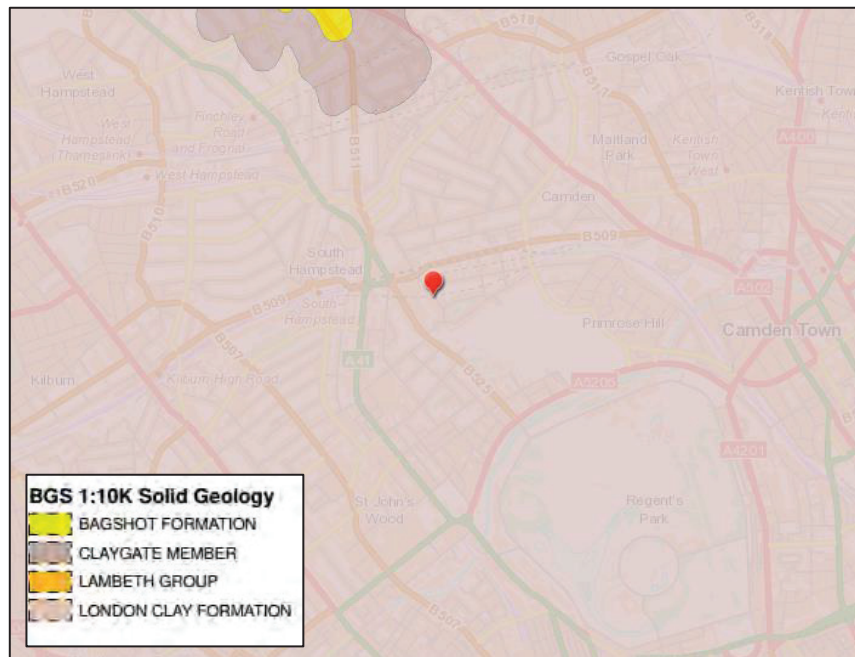 B518
West
Hampstead
Gospel Oak
B518
Kentish Town
Finchley
Road
and Frognal
West
Hampstead
(Thameslink)
West Hampstead
B511
B517
Maitland
Park
Kentish
Town
West
A400
B520
B510
Camden
South
Hampstead
B509
B509
South
Hampstead
A502
Primrose Hill
Camden Town
B507
A41
Kilburn
Kilburn High Road
B525
A5205
A4201
St John's
Wood
Regent's
Park
B507
BGS 1:10K Solid Geology
BAGSHOT FORMATION
CLAYGATE MEMBER
LAMBETH GROUP
LONDON CLAY FORMATION